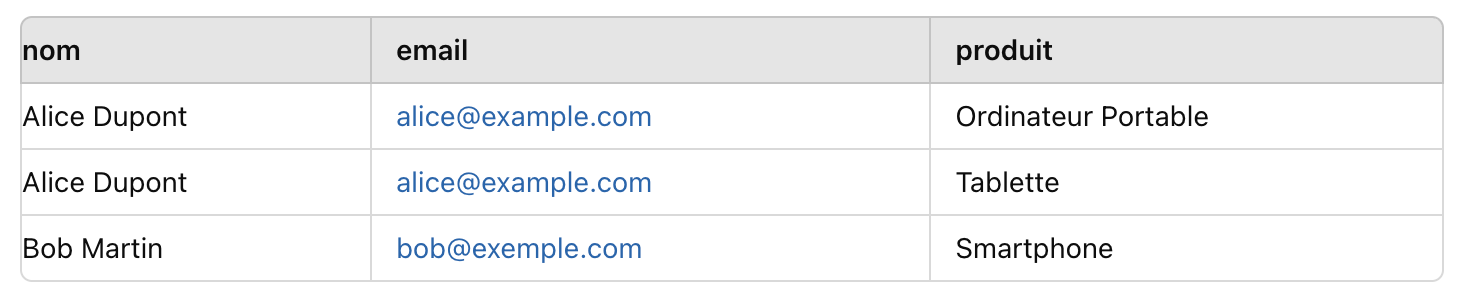 nom email produit
Alice Dupont alice@example.com Ordinateur Portable
Alice Dupont alice@example.com Tablette
Bob Martin bob@exemple.com Smartphone